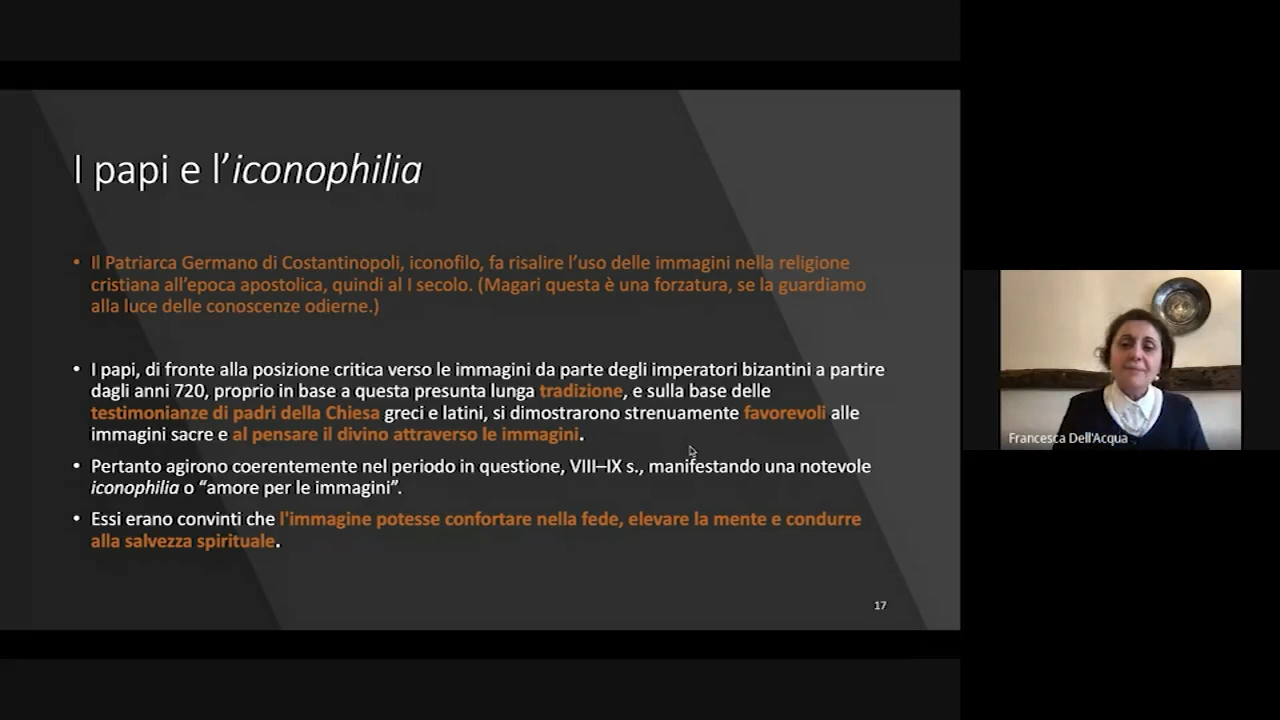 I papi e l'iconophilia
• Il Patriarca Germano di Costantinopoli, iconofilo, fa risalire l'uso delle immagini nella religione
cristiana all'epoca apostolica, quindi al I secolo. (Magari questa è una forzatura, se la guardiamo
alla luce delle conoscenze odierne.)
• I papi, di fronte alla posizione critica verso le immagini da parte degli imperatori bizantini a partire
dagli anni 720, proprio in base a questa presunta lunga tradizione, e sulla base delle
testimonianze di padri della Chiesa greci e latini, si dimostrarono strenuamente favorevoli alle
immagini sacre e al pensare il divino attraverso le immagini.
• Pertanto agirono coerentemente nel periodo in questione, VIII–IX s., manifestando una notevole
iconophilia o “amore per le immagini”.
• Essi erano convinti che l'immagine potesse confortare nella fede, elevare la mente e condurre
alla salvezza spirituale.
17
Francesca Dell'Acqua